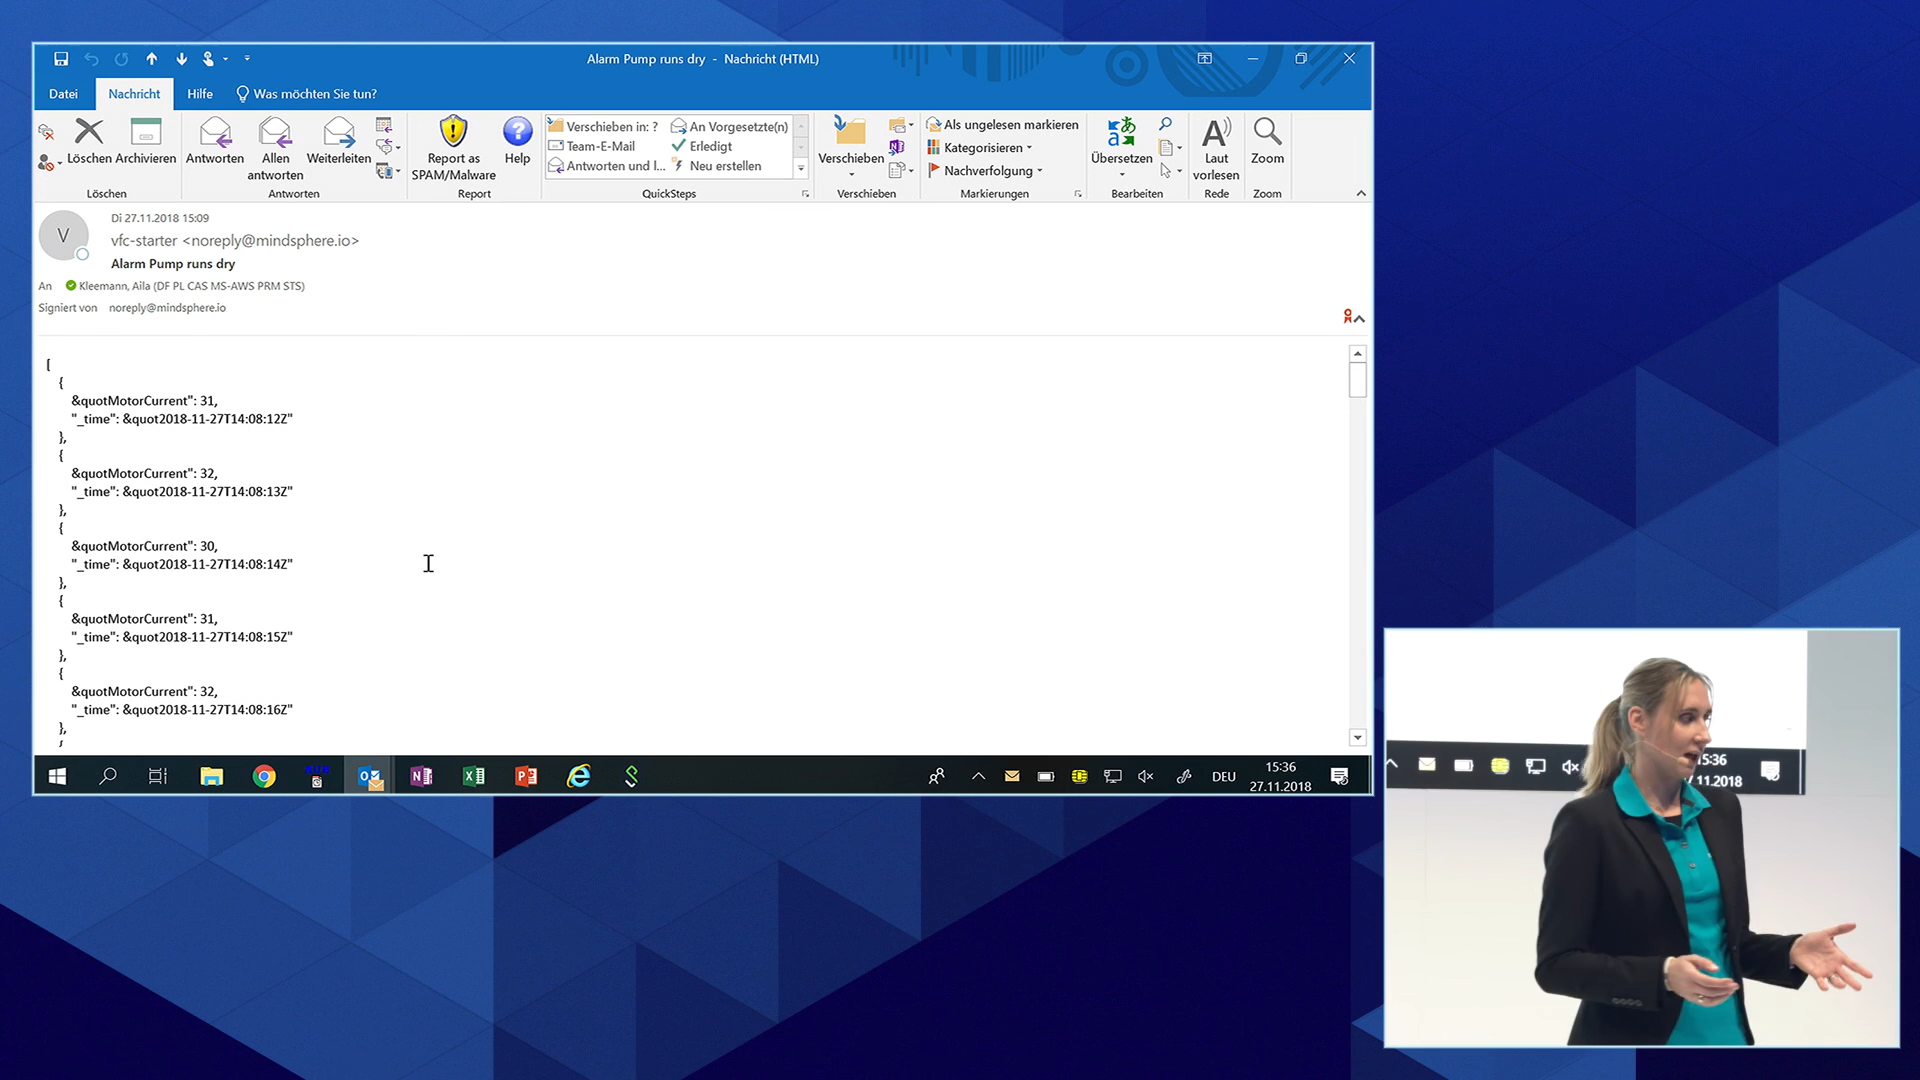 Alarm Pump runs dry - Nachricht (HTML)
Datei Nachricht Hilfe Was möchten Sie tun?
Löschen Archivieren
Löschen
Antworten Allen antworten Weiterleiten
Antworten
Report as SPAM/Malware Help
Report
Verschieben in: ? An Vorgesetzte(n)
Team-E-Mail Erledigt
Antworten und l... Neu erstellen
QuickSteps
Verschieben
Verschieben
Als ungelesen markieren
Kategorisieren
Nachverfolgung
Markierungen
Übersetzen
Bearbeiten
Laut vorlesen
Rede
Zoom
Zoom
V
Di 27.11.2018 15:09
vfc-starter <noreply@mindsphere.io>
Alarm Pump runs dry
An Kleemann, Aila (DF PL CAS MS-AWS PRM STS)
Signiert von noreply@mindsphere.io
[
{
&quotMotorCurrent": 31,
"_time": &quot2018-11-27T14:08:12Z"
},
{
&quotMotorCurrent": 32,
"_time": &quot2018-11-27T14:08:13Z"
},
{
&quotMotorCurrent": 30,
"_time": &quot2018-11-27T14:08:14Z"
},
{
&quotMotorCurrent": 31,
"_time": &quot2018-11-27T14:08:15Z"
},
{
&quotMotorCurrent": 32,
"_time": &quot2018-11-27T14:08:16Z"
},
{
DEU
15:36
27.11.2018
5:36
11.2018